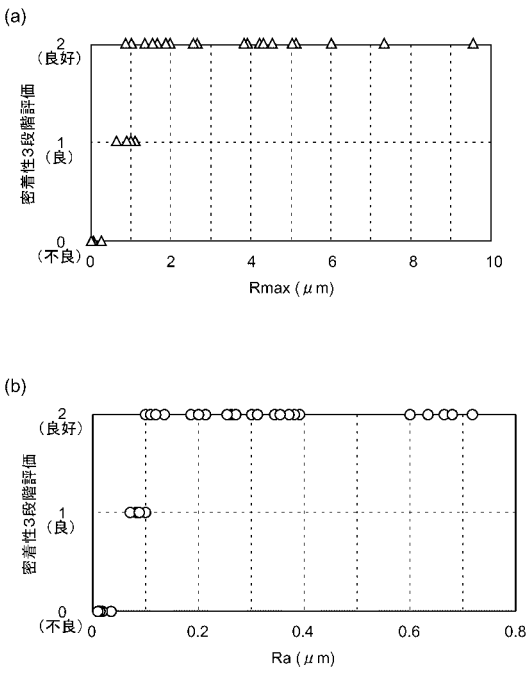 (a)
密着性3段階評価
2
(良好)
1
(良)
0
(不良)
0 2 4 6 8 10
Rmax (μm)
(b)
密着性3段階評価
2
(良好)
1
(良)
0
(不良)
0 0.2 0.4 0.6 0.8
Ra (μm)